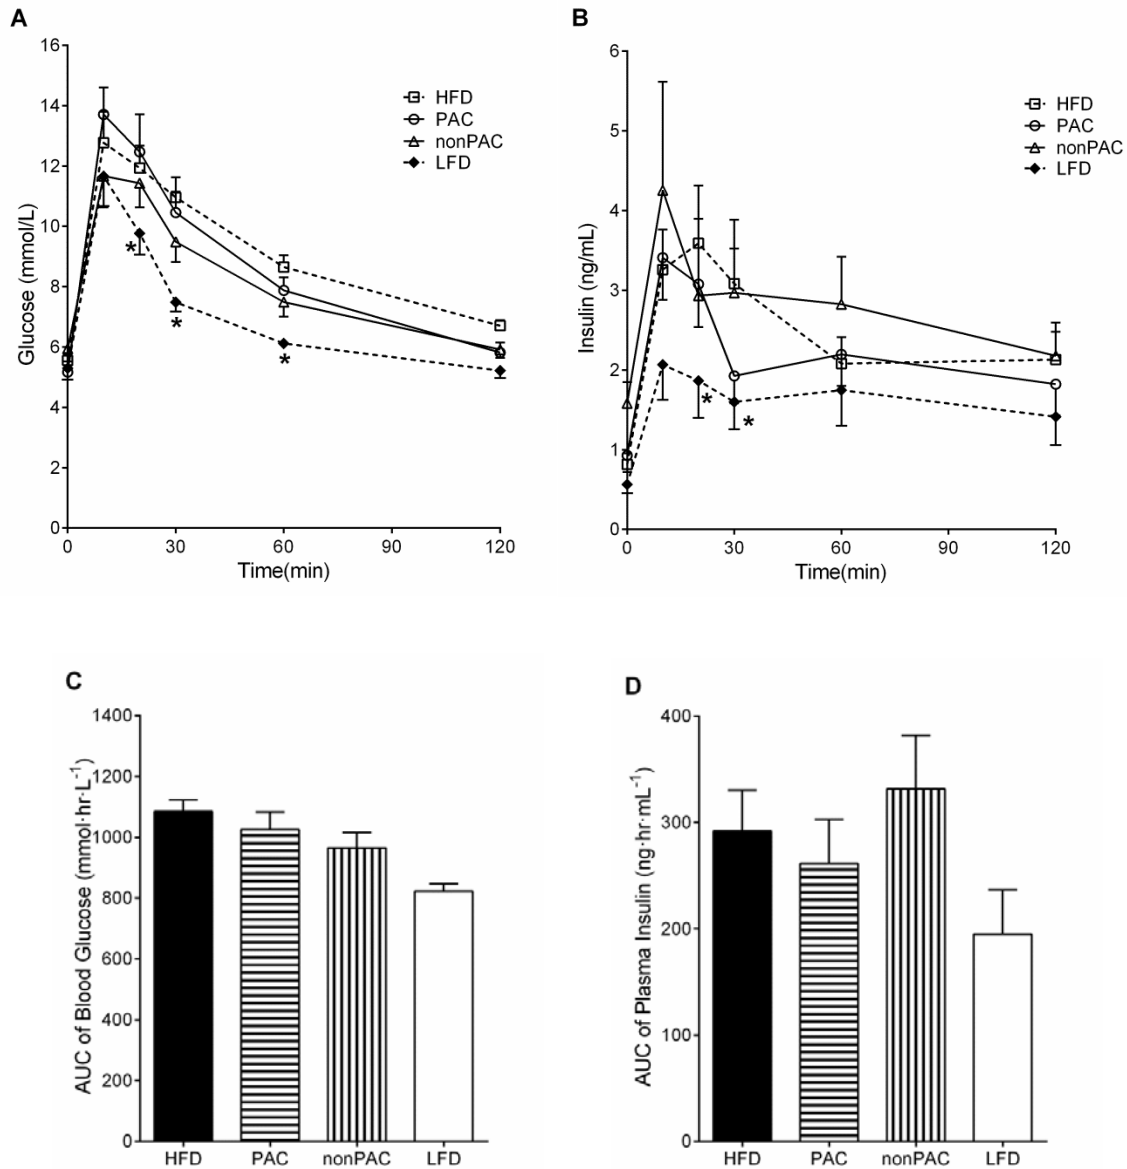 A
Glucose (mmol/L)
16
14
12
10
8
6
4
2
0
0 30 60 90 120
Time(min)
HFD
PAC
nonPAC
LFD
*
*
*
B
Insulin (ng/mL)
6
5
4
3
2
1
0
0 30 60 90 120
Time(min)
HFD
PAC
nonPAC
LFD
*
*
C
AUC of Blood Glucose (mmol·hr·L⁻¹)
1400
1200
1000
800
600
400
200
0
HFD PAC nonPAC LFD
D
AUC of Plasma Insulin (ng·hr·mL⁻¹)
400
300
200
100
0
HFD PAC nonPAC LFD